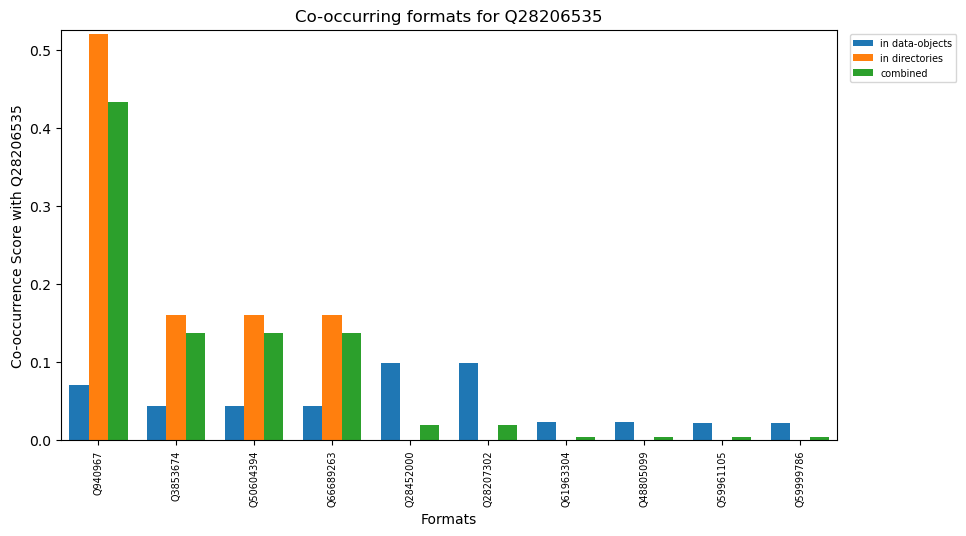 Co-occurring formats for Q28206535
in data-objects
in directories
combined
Co-occurrence Score with Q28206535
0.5
0.4
0.3
0.2
0.1
0.0
Q940967
Q3853674
Q50604394
Q66689263
Q28452000
Q28207302
Q61963304
Q48805099
Q59961105
Q59999786
Formats